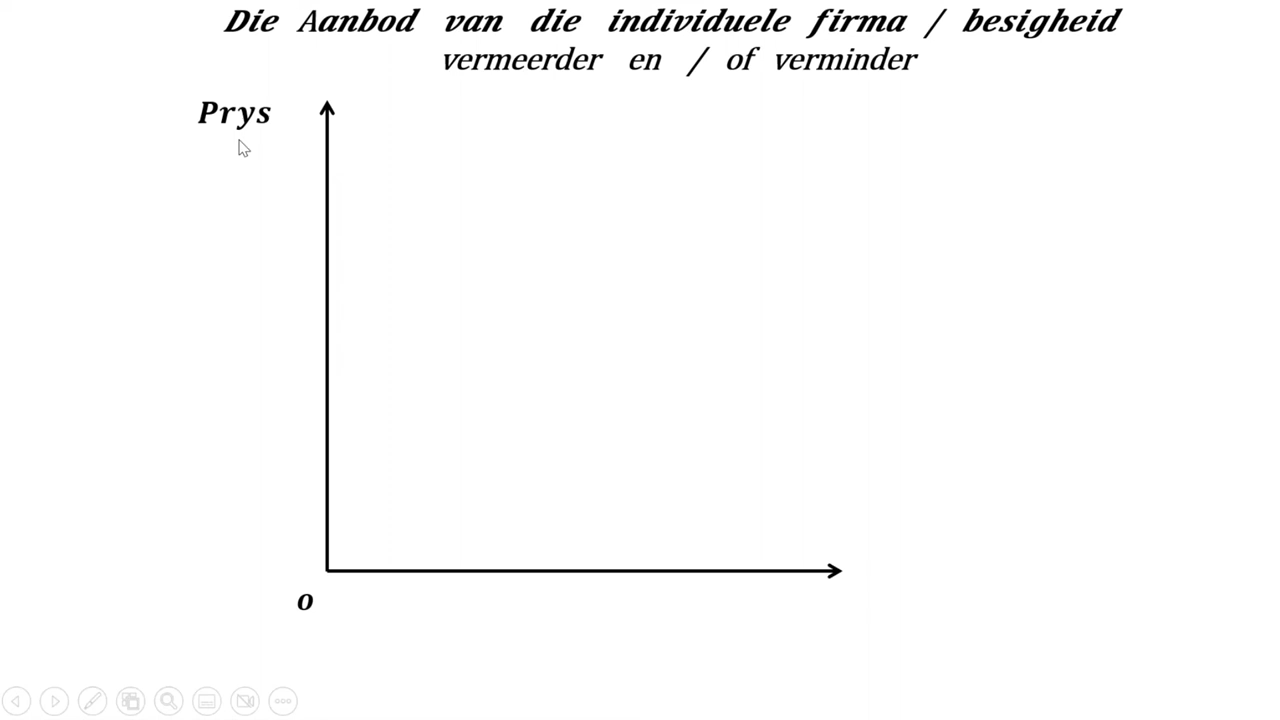 Die Aanbod van die individuele firma / besigheid
vermeerder en / of verminder
Prys
0